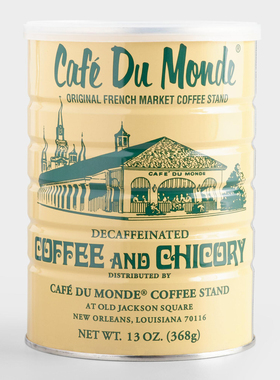 Café Du Monde®
ORIGINAL FRENCH MARKET COFFEE STAND
CAFE DU MONDE
DECAFFEINATED
COFFEE AND CHICORY
DISTRIBUTED BY
CAFÉ DU MONDE® COFFEE STAND
AT OLD JACKSON SQUARE
NEW ORLEANS, LOUISIANA 70116
NET WT. 13 OZ. (368g)